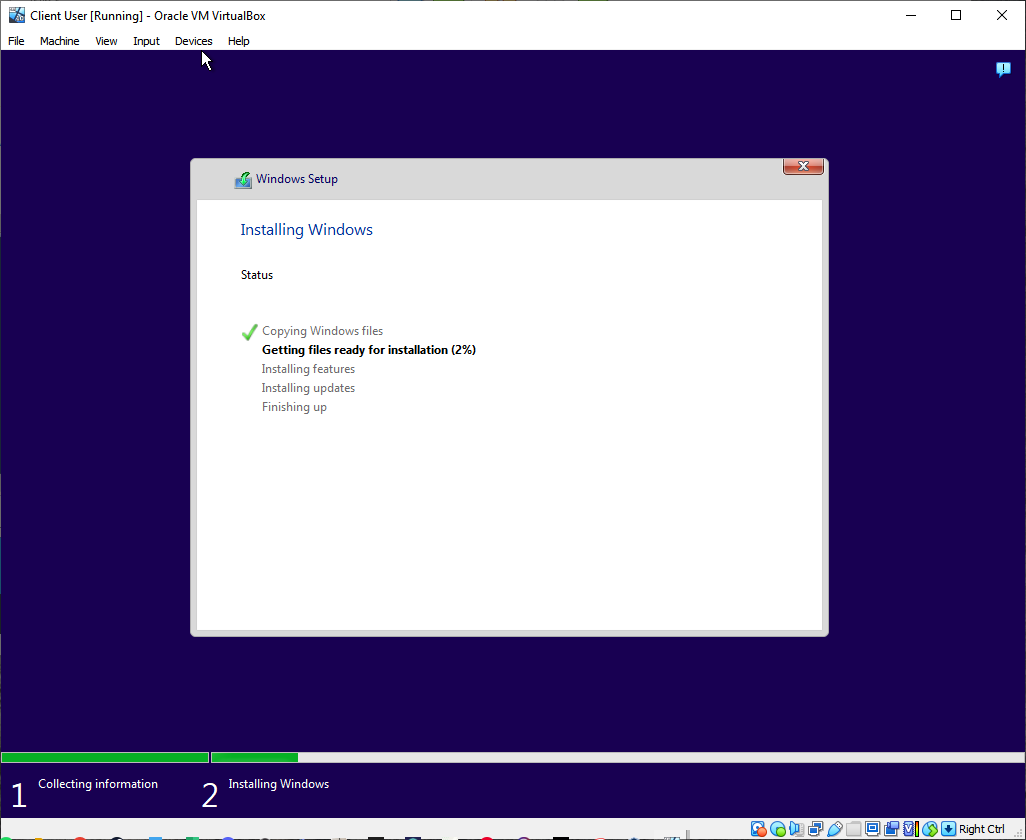 Client User [Running] - Oracle VM VirtualBox
File Machine View Input Devices Help
Windows Setup
Installing Windows
Status
Copying Windows files
Getting files ready for installation (2%)
Installing features
Installing updates
Finishing up
1 Collecting information 2 Installing Windows
Right Ctrl